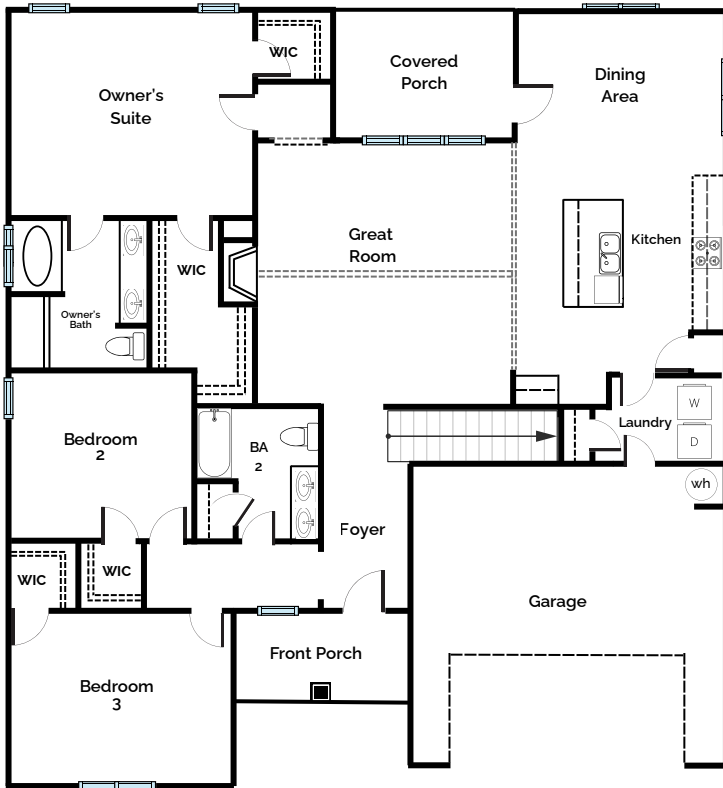 WIC
Covered
Porch
Dining
Area
Owner's
Suite
Great
Room
Kitchen
WIC
Owner's
Bath
W
Laundry
D
Bedroom
2
BA
2
wh
Foyer
WIC
WIC
Garage
Front Porch
Bedroom
3